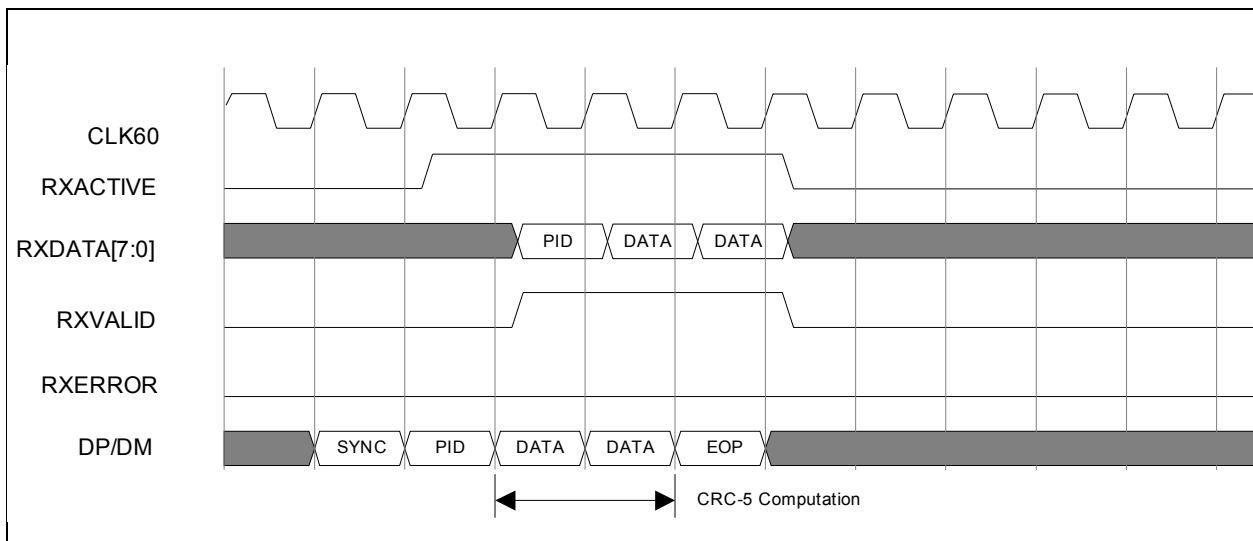 CLK60
RXACTIVE
RXDATA[7:0]
PID DATA DATA
RXVALID
RXERROR
DP/DM
SYNC PID DATA DATA EOP
CRC-5 Computation